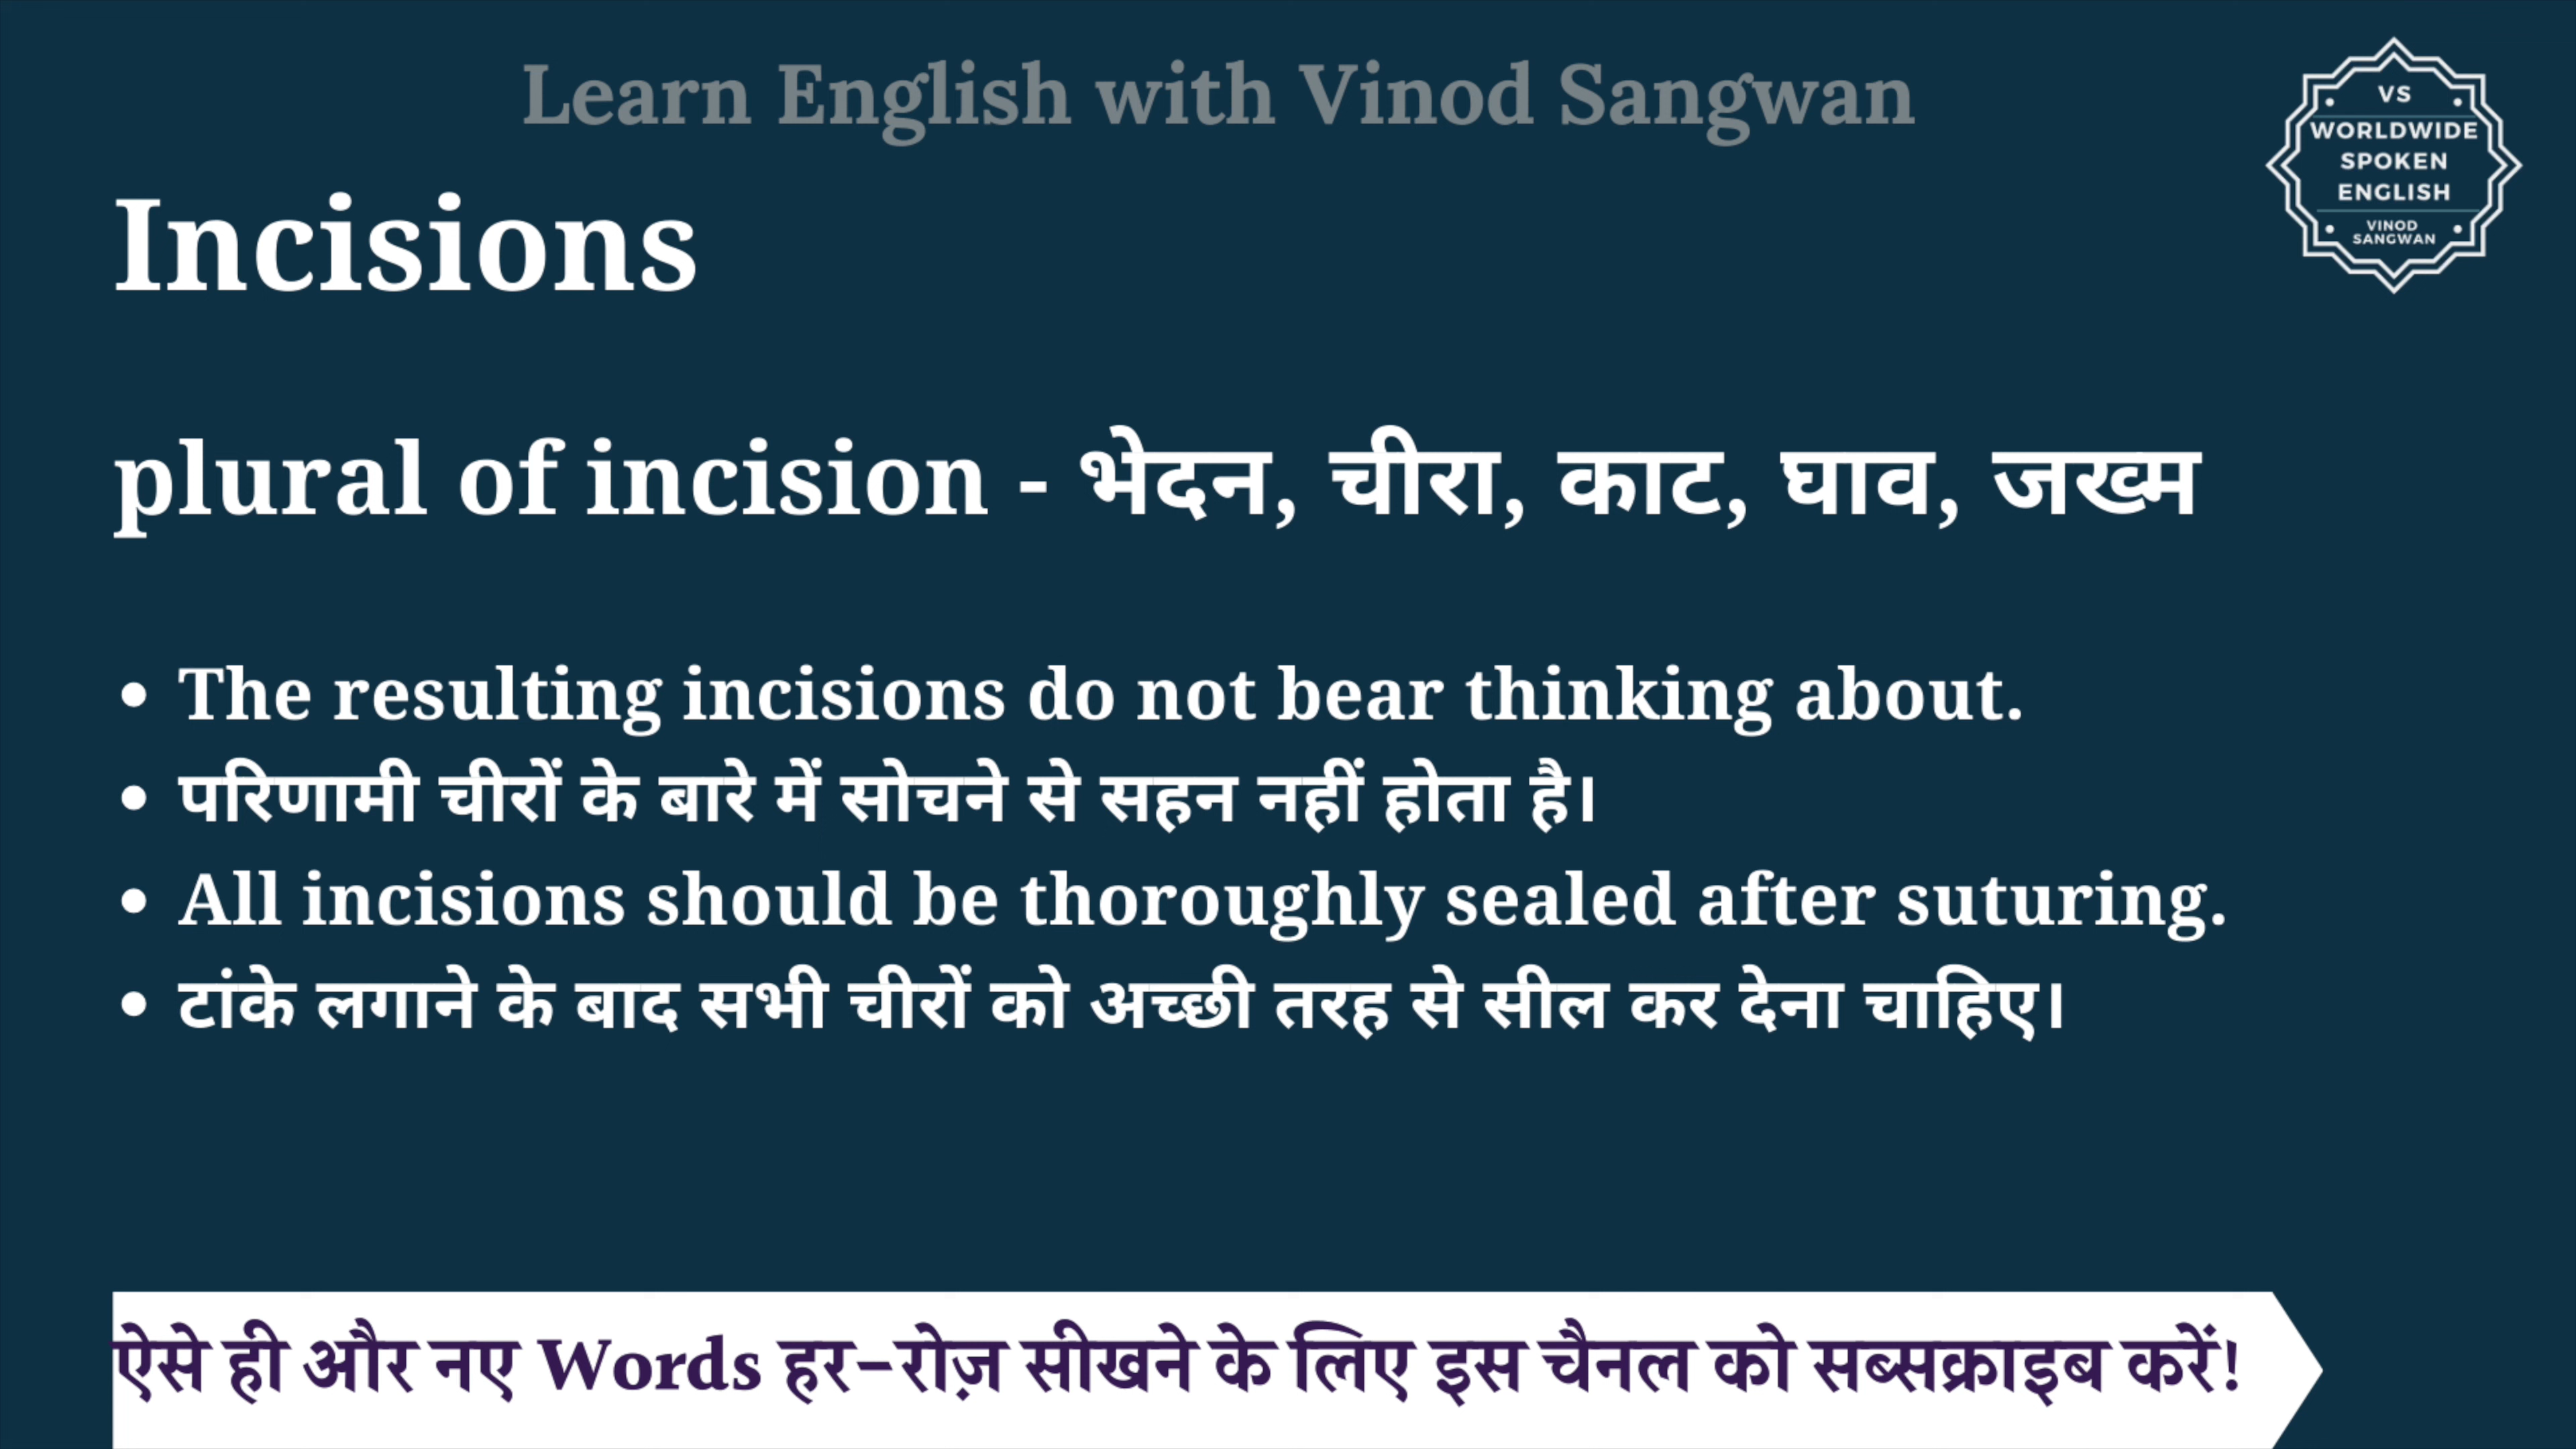 Learn English with Vinod Sangwan
VS
WORLDWIDE
SPOKEN
ENGLISH
VINOD
SANGWAN
Incisions
plural of incision - भेदन, चीरा, काट, घाव, जख्म
• The resulting incisions do not bear thinking about.
• परिणामी चीरों के बारे में सोचने से सहन नहीं होता है।
• All incisions should be thoroughly sealed after suturing.
• टांके लगाने के बाद सभी चीरों को अच्छी तरह से सील कर देना चाहिए।
ऐसे ही और नए Words हर-रोज़ सीखने के लिए इस चैनल को सब्सक्राइब करें!